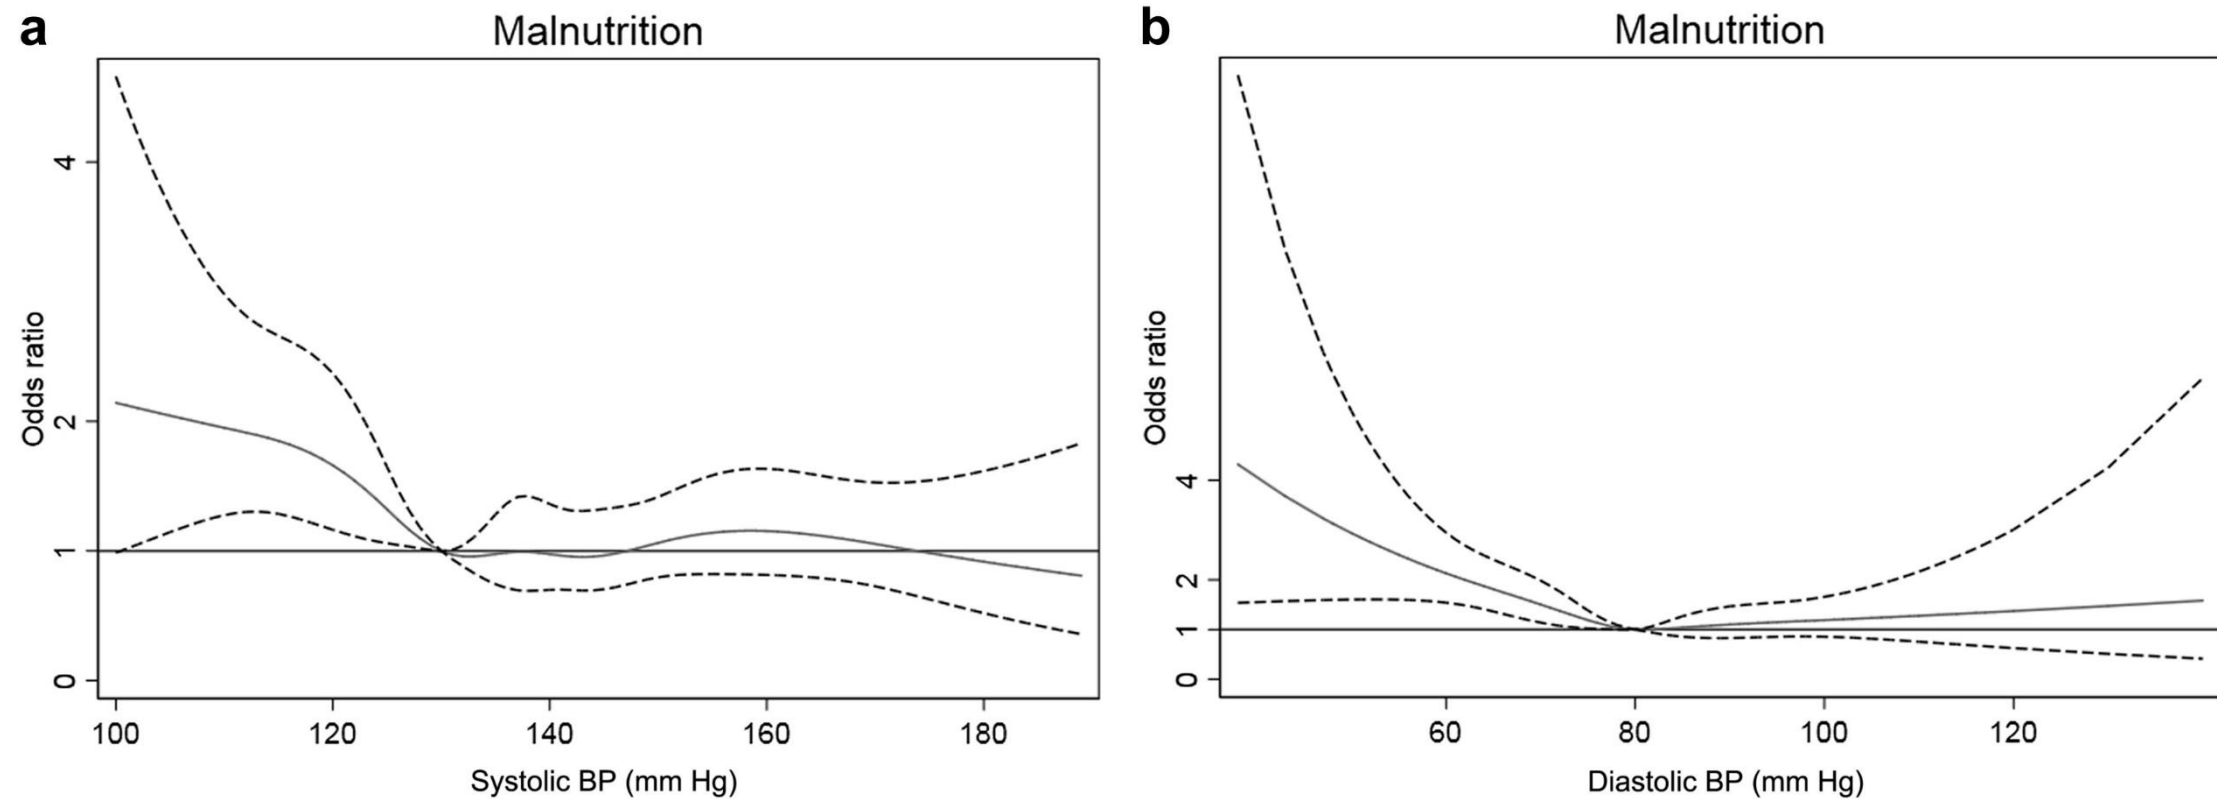 a
Malnutrition
Odds ratio
4
2
1
0
100 120 140 160 180
Systolic BP (mm Hg)
b
Malnutrition
Odds ratio
4
2
1
0
60 80 100 120
Diastolic BP (mm Hg)